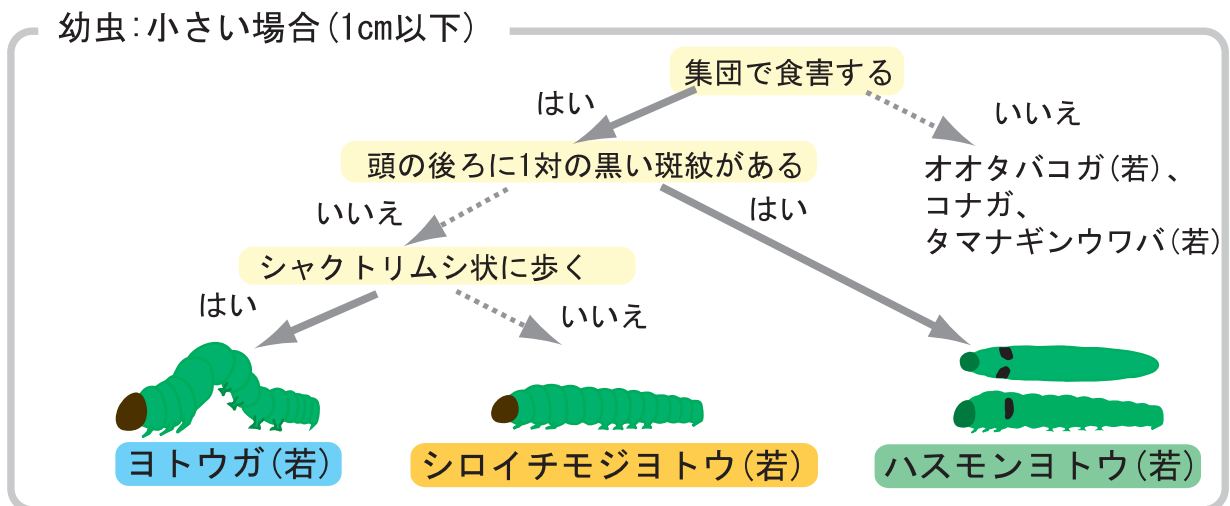 幼虫：小さい場合（1cm以下）
集団で食害する
はい
いいえ
頭の後ろに1対の黒い斑紋がある
オオタバコガ（若）、
コナガ、
タマナギンウワバ（若）
いいえ
はい
シャクトリムシ状に歩く
はい
いいえ
ヨトウガ（若）
シロイチモジヨトウ（若）
ハスモンヨトウ（若）